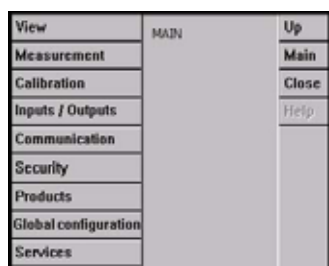 View
Measurement
Calibration
Inputs / Outputs
Communication
Security
Products
Global configuration
Services
MAIN
Up
Main
Close
Help